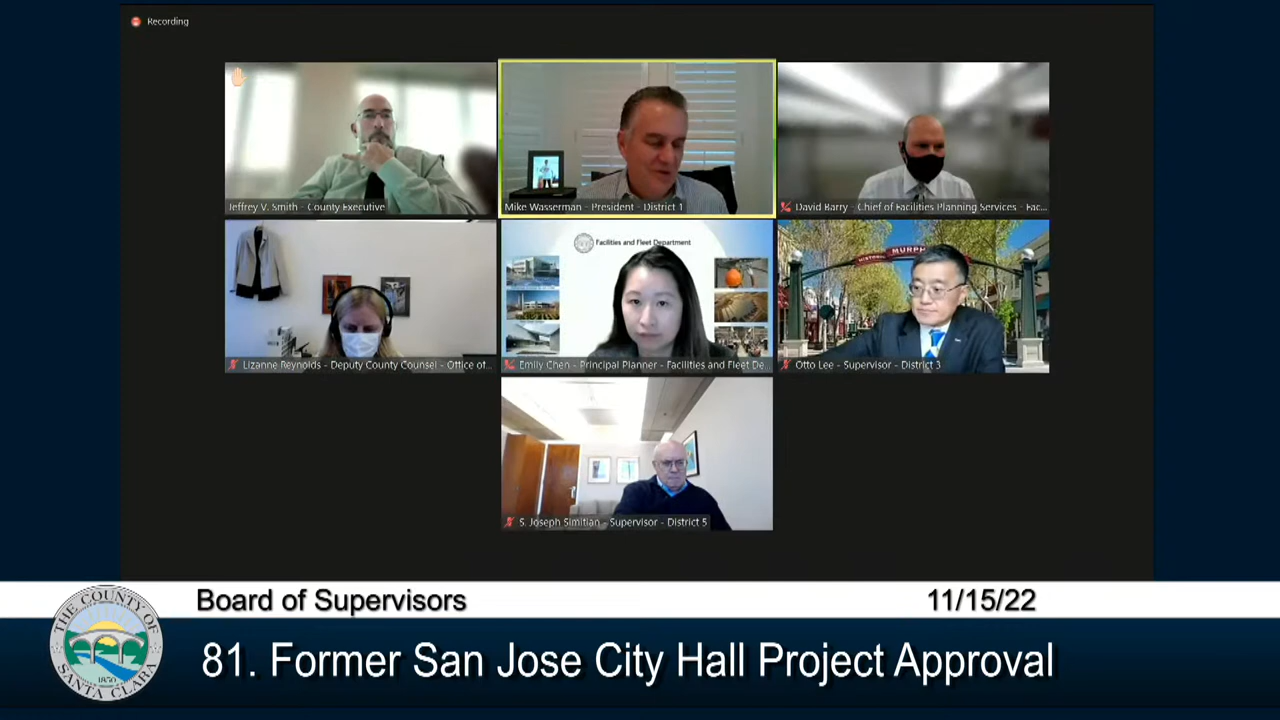 Recording
Jeffrey V. Smith - County Executive
Mike Wasserman - President - District 1
David Barry - Chief of Facilities Planning Services - Fac...
HISTORIC MURPH
Facilities and Fleet Department
Lizanne Reynolds - Deputy County Counsel - Office of...
Emily Chen - Principal Planner - Facilities and Fleet De...
Otto Lee - Supervisor - District 3
S. Joseph Simitian - Supervisor - District 5
Board of Supervisors
11/15/22
THE COUNTY OF
SANTA CLARA
1850
81. Former San Jose City Hall Project Approval